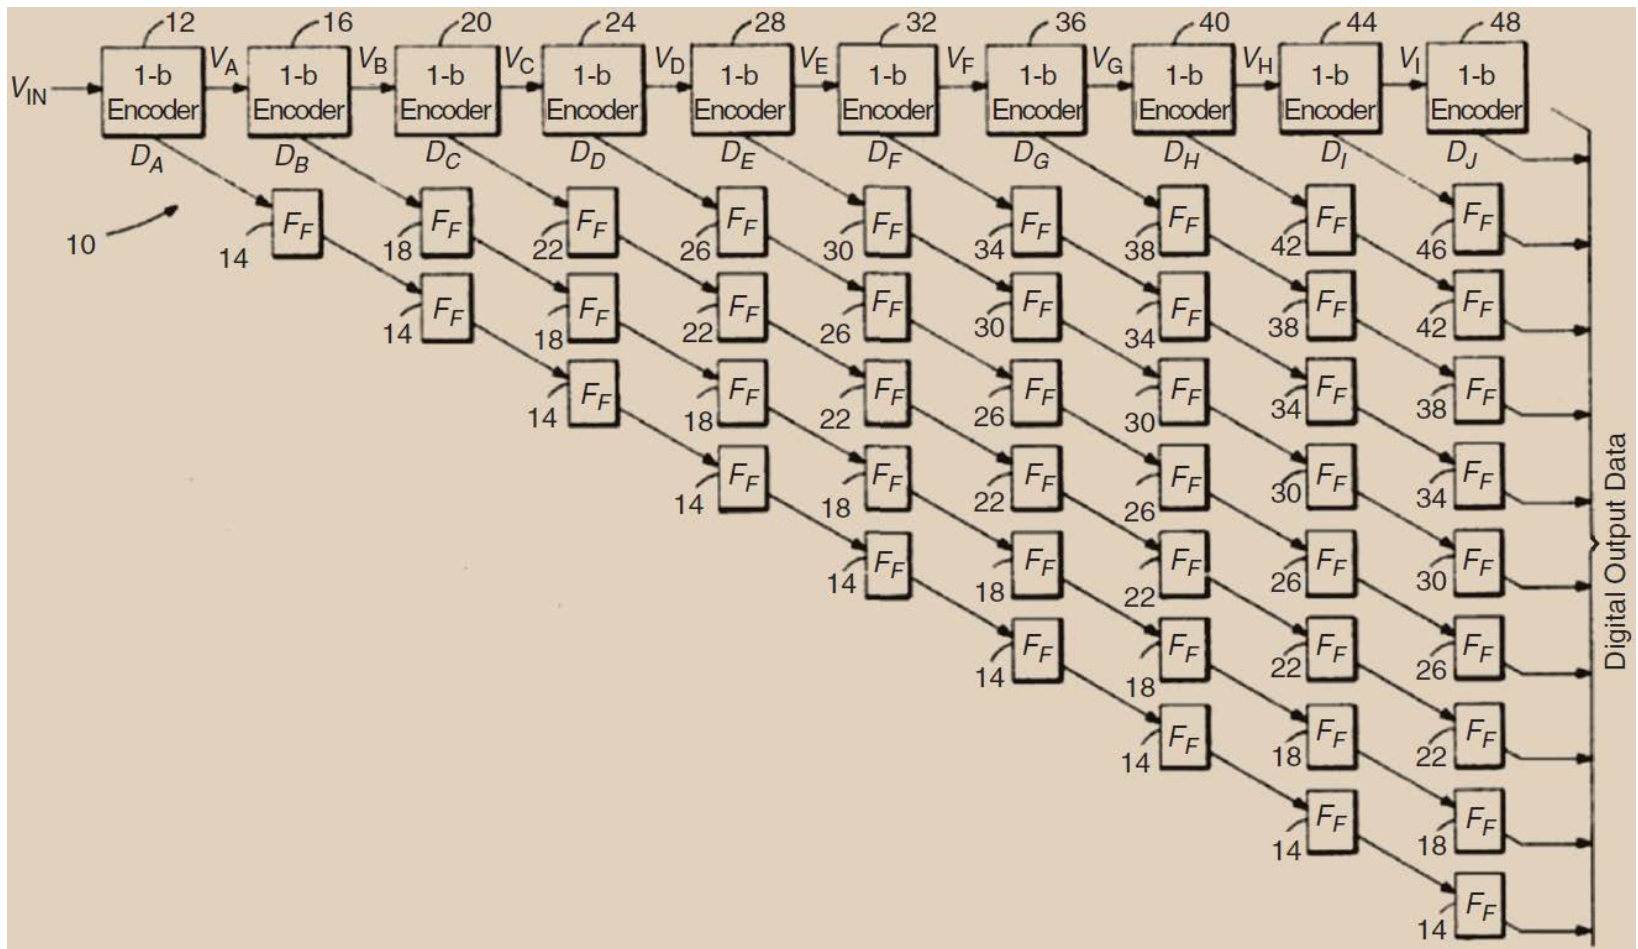 12 16 20 24 28 32 36 40 44 48
V_IN V_A V_B V_C V_D V_E V_F V_G V_H V_I
1-b Encoder 1-b Encoder 1-b Encoder 1-b Encoder 1-b Encoder 1-b Encoder 1-b Encoder 1-b Encoder 1-b Encoder 1-b Encoder
D_A D_B D_C D_D D_E D_F D_G D_H D_I D_J
F_F F_F F_F F_F F_F F_F F_F F_F F_F
10 14 18 22 26 30 34 38 42 46
F_F F_F F_F F_F F_F F_F F_F F_F
14 18 22 26 30 34 38 42
F_F F_F F_F F_F F_F F_F F_F
14 18 22 26 30 34 38
F_F F_F F_F F_F F_F F_F
14 18 22 26 30 34
F_F F_F F_F F_F F_F
14 18 22 26 30
F_F F_F F_F F_F
14 18 22 26
F_F F_F F_F
14 18 22
F_F F_F
14 18
F_F
14
Digital Output Data